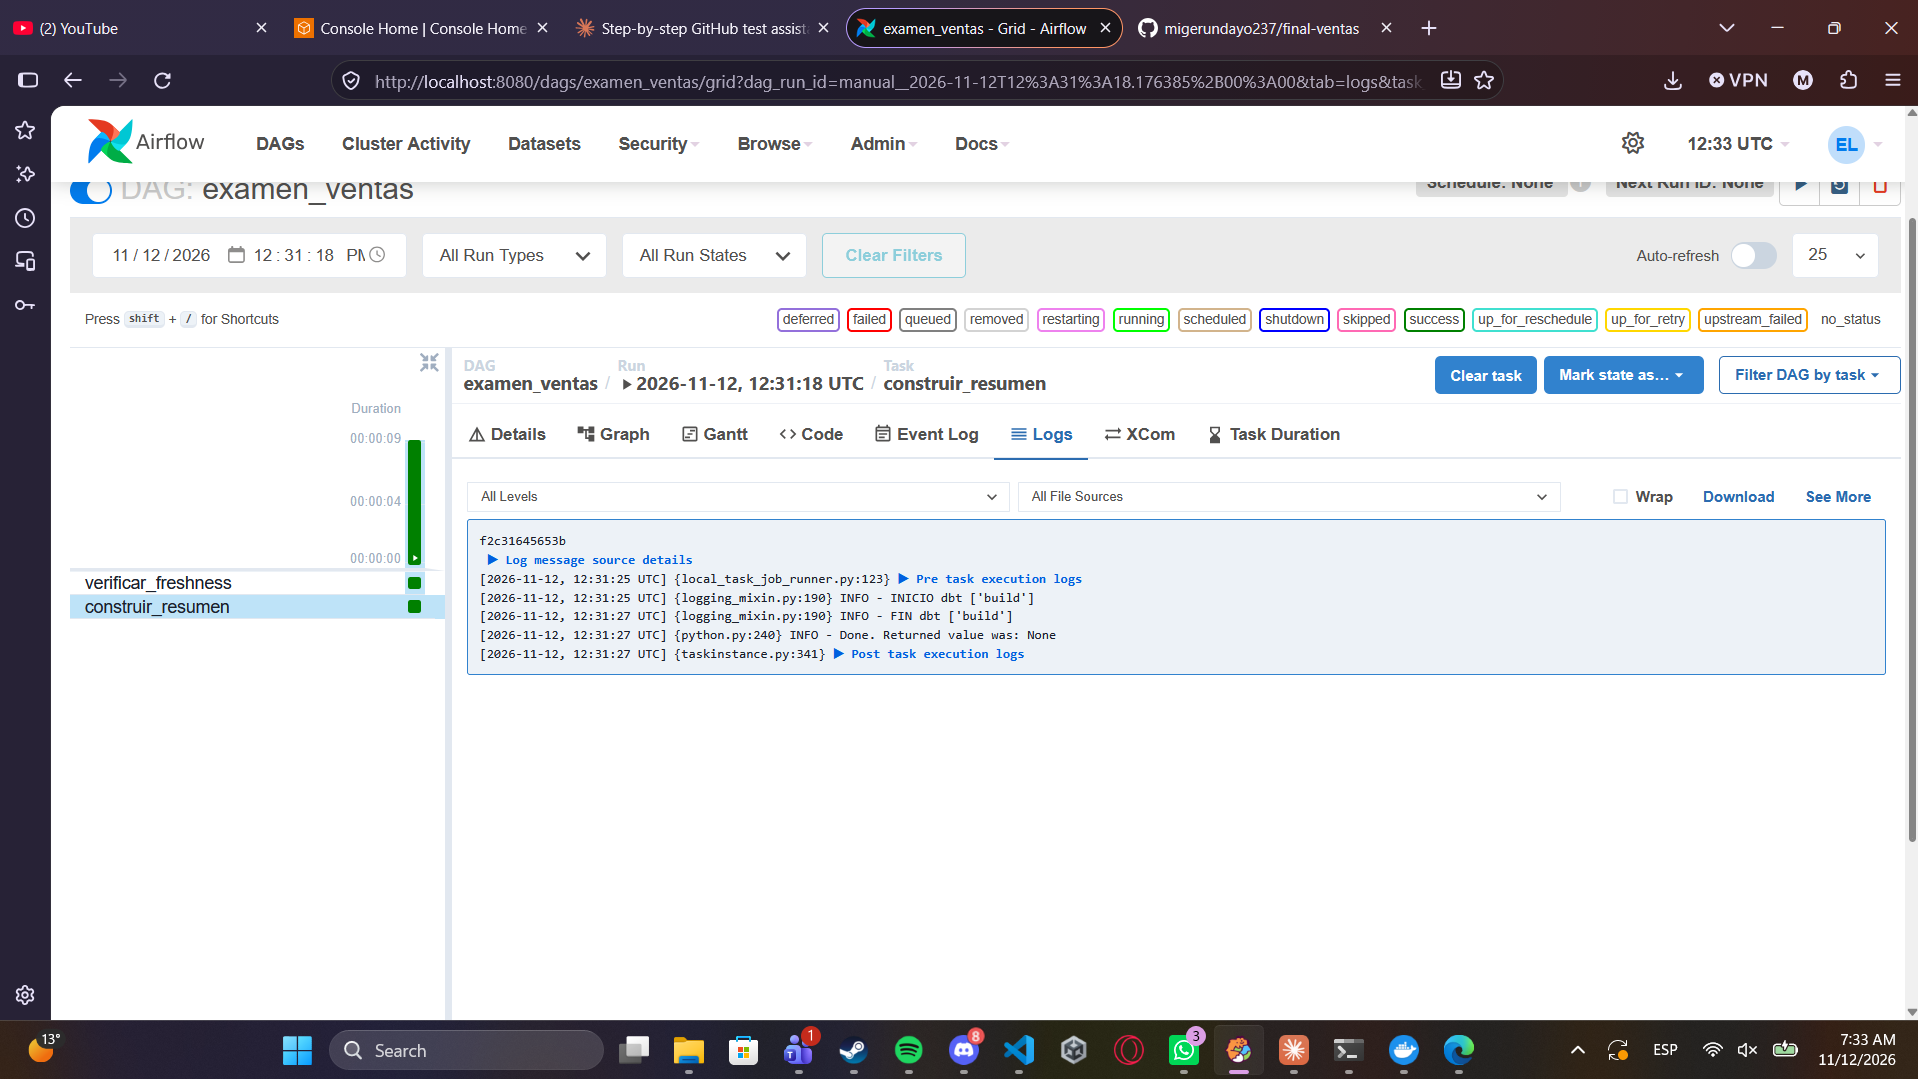 (2) YouTube
Console Home | Console Home
Step-by-step GitHub test assist
examen_ventas - Grid - Airflow
migerundayo237/final-ventas
http://localhost:8080/dags/examen_ventas/grid?dag_run_id=manual__2026-11-12T12%3A31%3A18.176385%2B00%3A00&tab=logs&task
VPN
M
Airflow
DAGs
Cluster Activity
Datasets
Security
Browse
Admin
Docs
12:33 UTC
EL
DAG: examen_ventas
Schedule: None
Next Run ID: None
11 / 12 / 2026
12 : 31 : 18 PM
All Run Types
All Run States
Clear Filters
Auto-refresh
25
Press shift + / for Shortcuts
deferred
failed
queued
removed
restarting
running
scheduled
shutdown
skipped
success
up_for_reschedule
up_for_retry
upstream_failed
no_status
Duration
00:00:09
00:00:04
00:00:00
verificar_freshness
construir_resumen
DAG
examen_ventas
/
Run
2026-11-12, 12:31:18 UTC
/
Task
construir_resumen
Clear task
Mark state as...
Filter DAG by task
Details
Graph
Gantt
Code
Event Log
Logs
XCom
Task Duration
All Levels
All File Sources
Wrap
Download
See More
f2c31645653b
▶ Log message source details
[2026-11-12, 12:31:25 UTC] {local_task_job_runner.py:123} ▶ Pre task execution logs
[2026-11-12, 12:31:25 UTC] {logging_mixin.py:190} INFO - INICIO dbt ['build']
[2026-11-12, 12:31:27 UTC] {logging_mixin.py:190} INFO - FIN dbt ['build']
[2026-11-12, 12:31:27 UTC] {python.py:240} INFO - Done. Returned value was: None
[2026-11-12, 12:31:27 UTC] {taskinstance.py:341} ▶ Post task execution logs
13°
Search
1
8
3
ESP
7:33 AM
11/12/2026